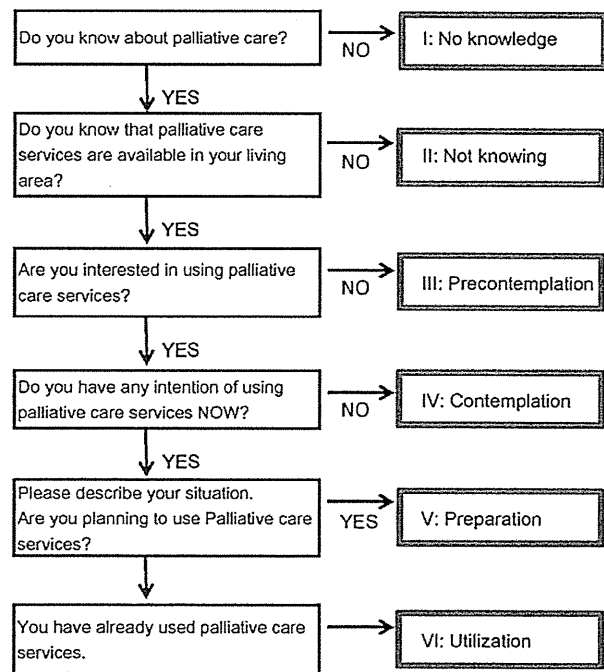 Do you know about palliative care?
NO
I: No knowledge
YES
Do you know that palliative care
services are available in your living
area?
NO
II: Not knowing
YES
Are you interested in using palliative
care services?
NO
III: Precontemplation
YES
Do you have any intention of using
palliative care services NOW?
NO
IV: Contemplation
YES
Please describe your situation.
Are you planning to use Palliative care
services?
YES
V: Preparation
You have already used palliative care
services.
VI: Utilization